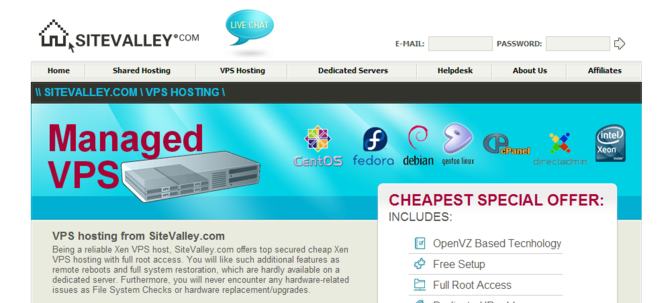 LIVE CHAT
SITEVALLEY.COM
E-MAIL: PASSWORD:
Home Shared Hosting VPS Hosting Dedicated Servers Helpdesk About Us Affiliates
\\ SITEVALLEY.COM \ VPS HOSTING \
Managed
VPS
CentOS fedora debian gentoo linux cPanel directadmin intel Xeon
CHEAPEST SPECIAL OFFER:
INCLUDES:
OpenVZ Based Tecnhology
Free Setup
Full Root Access
VPS hosting from SiteValley.com
Being a reliable Xen VPS host, SiteValley.com offers top secured cheap Xen
VPS hosting with full root access. You will like such additional features as
remote reboots and full system restoration, which are hardly available on a
dedicated server. Furthermore, you will never encounter any hardware-related
issues as File System Checks or hardware replacement/upgrades.